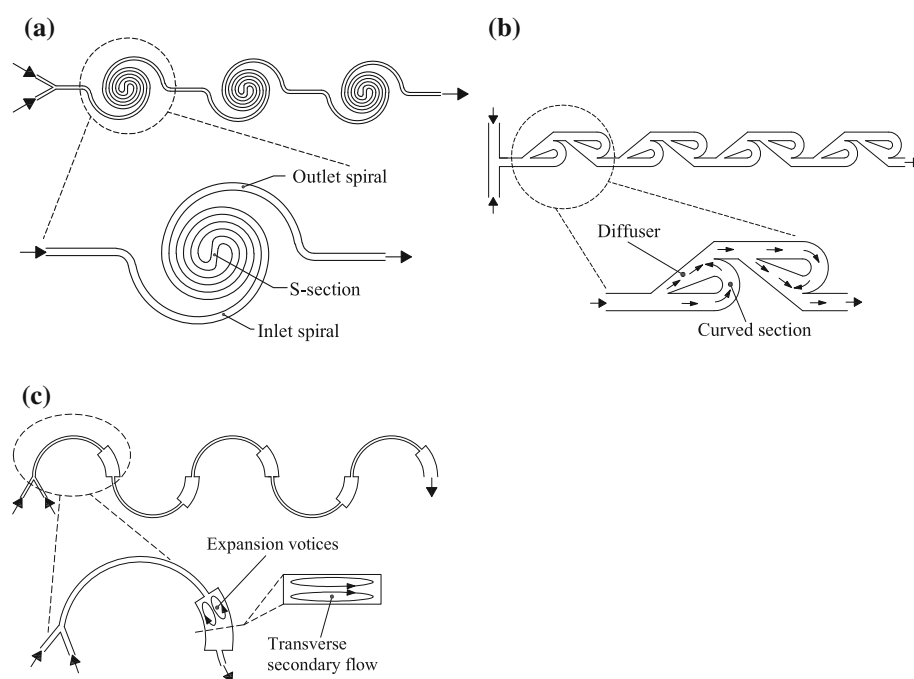 (a)
Outlet spiral
S-section
Inlet spiral
(b)
Diffuser
Curved section
(c)
Expansion votices
Transverse
secondary flow